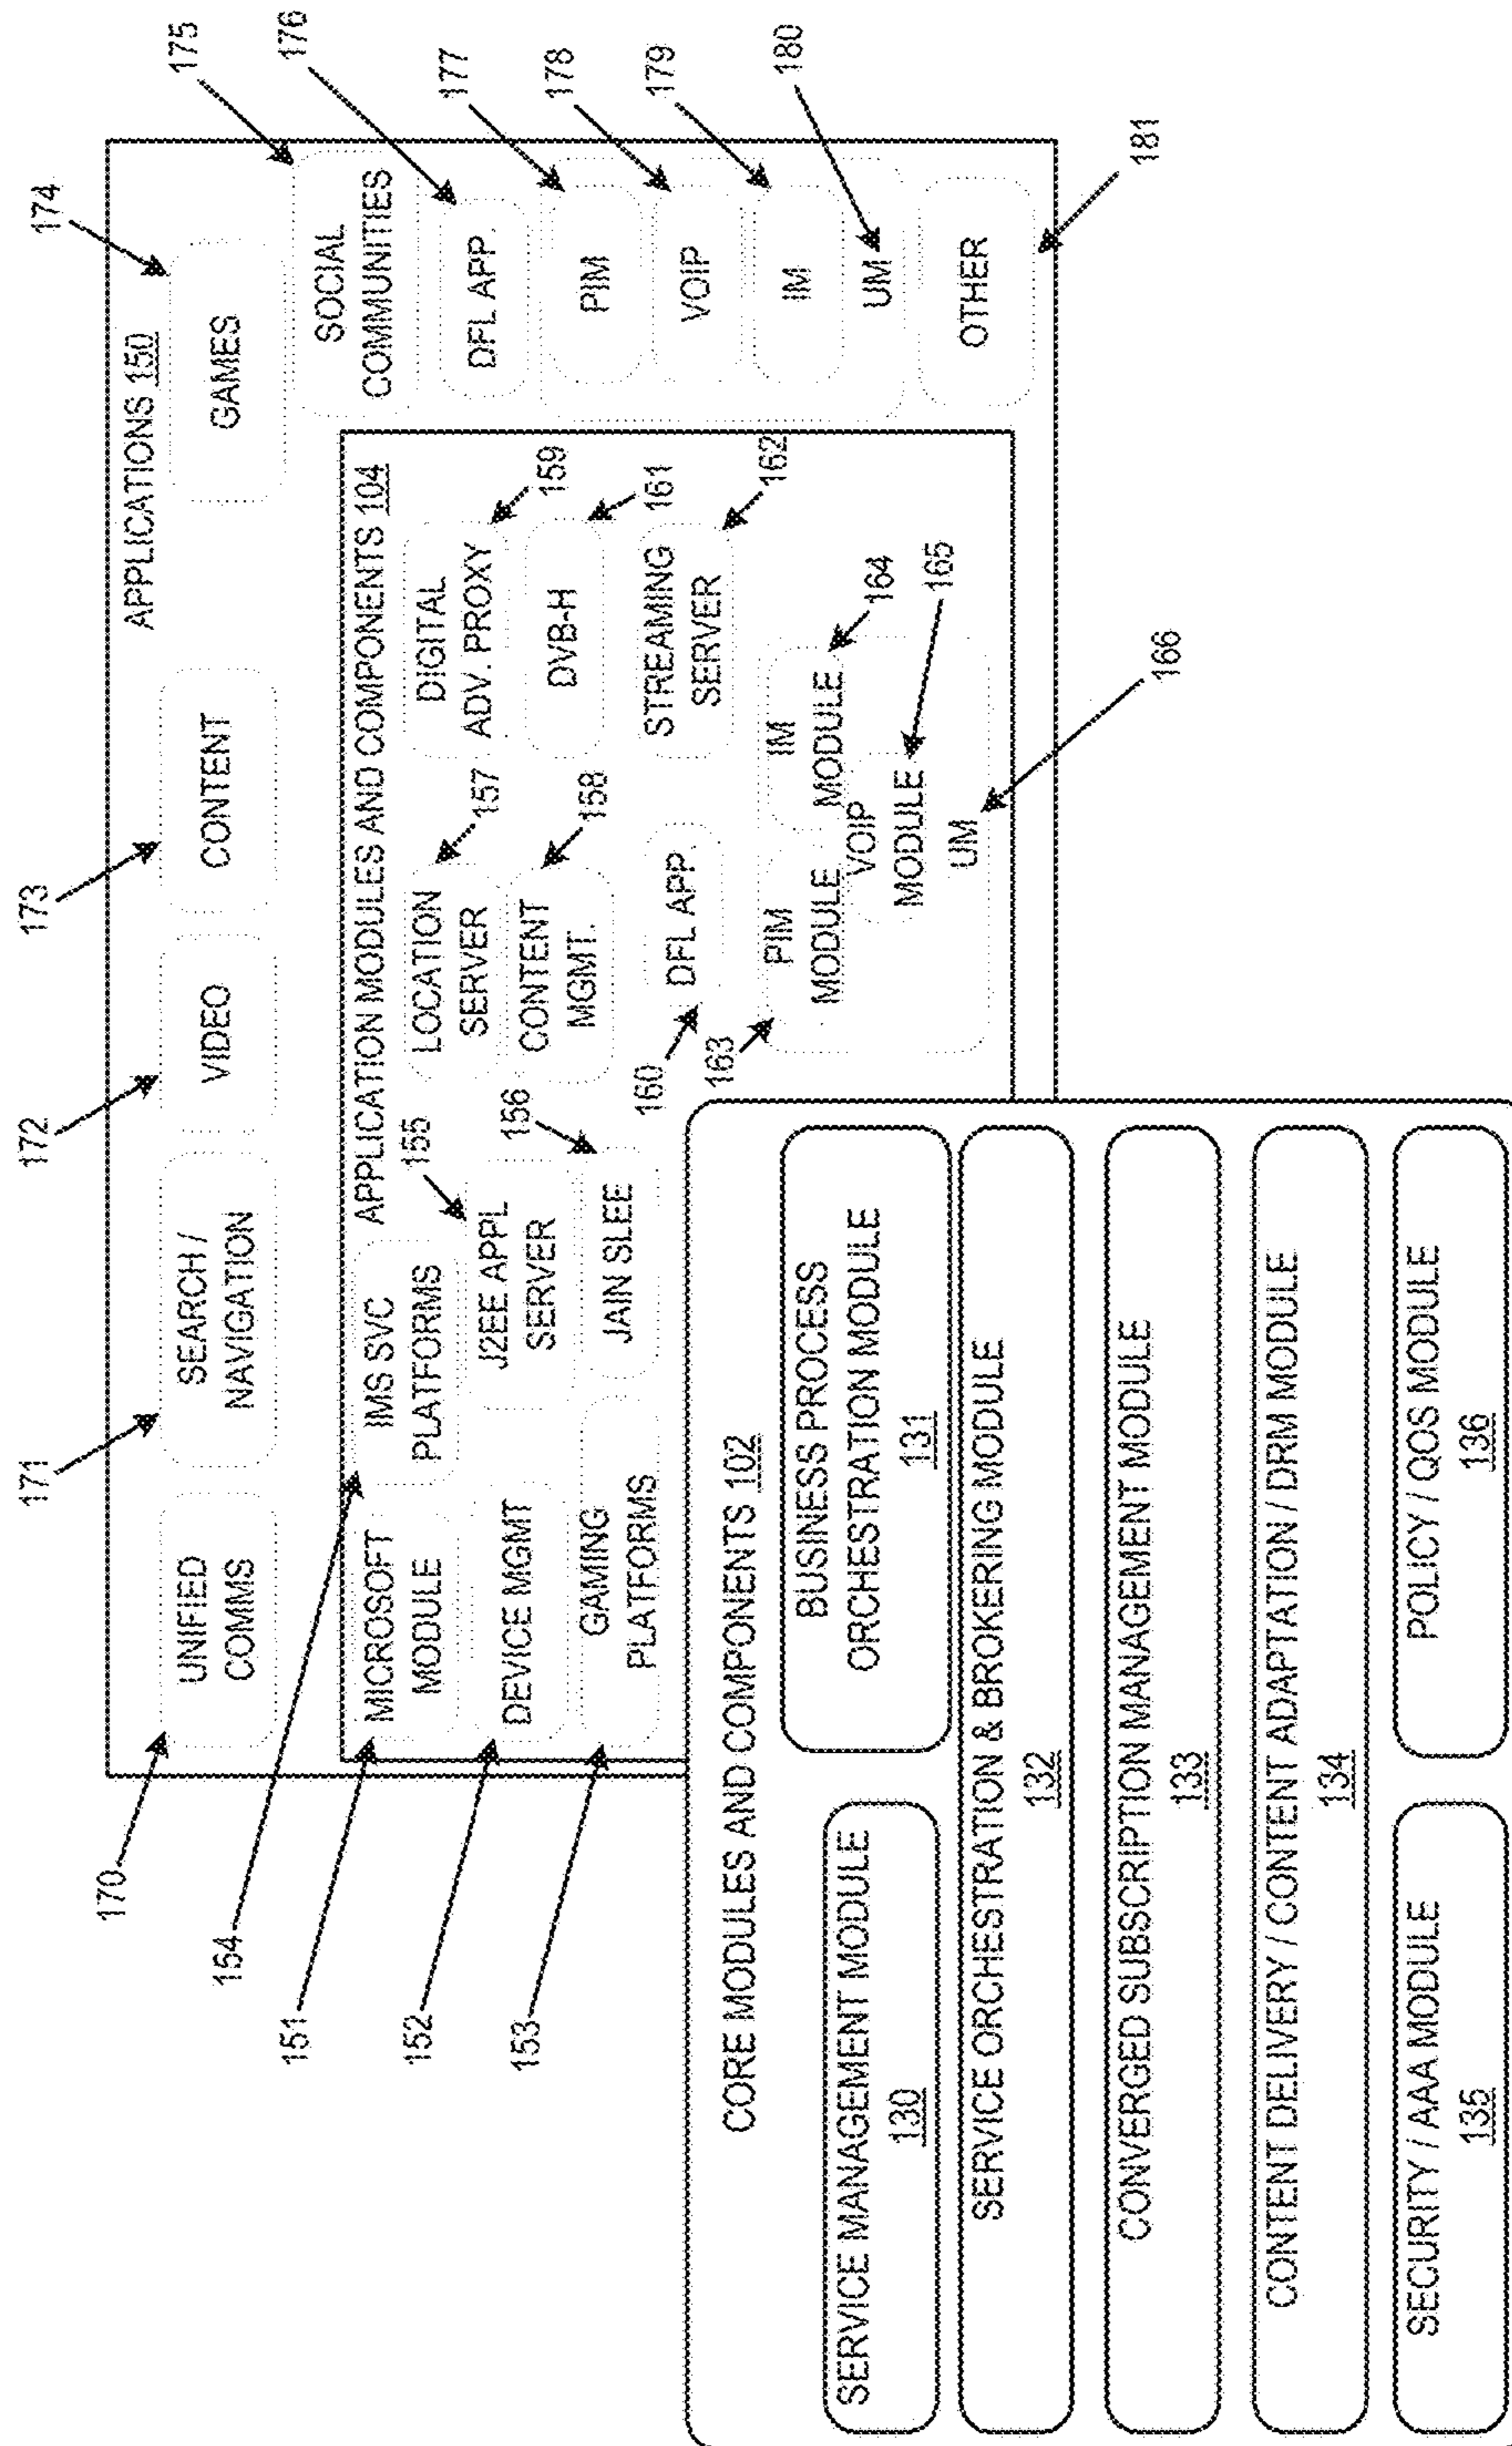 170
171
172
173
174
175
176
177
178
179
180
181
APPLICATIONS 150
UNIFIED
COMMS
SEARCH /
NAVIGATION
VIDEO
CONTENT
GAMES
SOCIAL
COMMUNITIES
DFL APP.
PIM
VOIP
IM
UM
OTHER
154
151
152
153
APPLICATION MODULES AND COMPONENTS 104
MICROSOFT
MODULE
IMS SVC
PLATFORMS
155
DEVICE MGMT
J2EE APPL
SERVER
156
GAMING
PLATFORMS
JAIN SLEE
LOCATION
SERVER
157
DIGITAL
ADV. PROXY
159
CONTENT
MGMT.
158
DVB-H
161
160
DFL APP
STREAMING
SERVER
162
163
PIM
MODULE
IM
MODULE
164
VOIP
MODULE
165
UM
166
CORE MODULES AND COMPONENTS 102
SERVICE MANAGEMENT MODULE
130
BUSINESS PROCESS
ORCHESTRATION MODULE
131
SERVICE ORCHESTRATION & BROKERING MODULE
132
CONVERGED SUBSCRIPTION MANAGEMENT MODULE
133
CONTENT DELIVERY / CONTENT ADAPTATION / DRM MODULE
134
SECURITY / AAA MODULE
135
POLICY / QOS MODULE
136